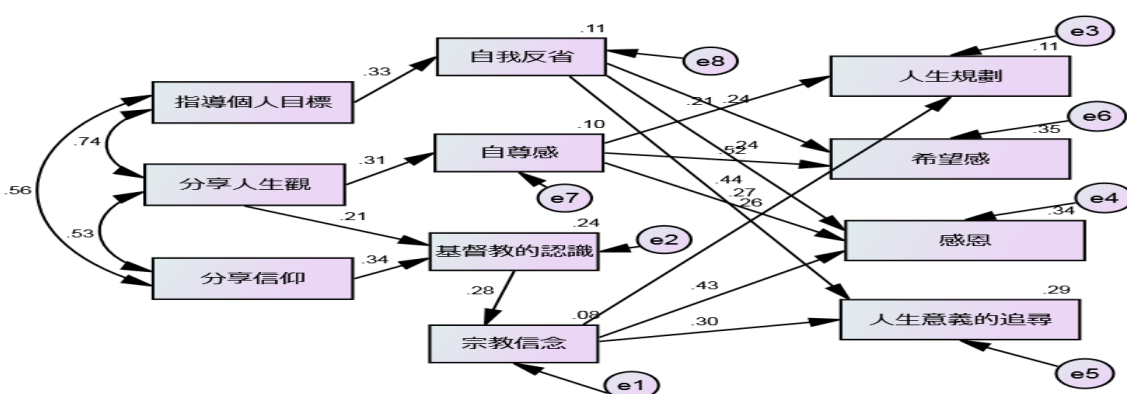 .11
自我反省
e8
e3
.11
人生規劃
.33
指導個人目標
.21
.24
e6
.35
希望感
.74
.10
自尊感
.24
.52
.31
分享人生觀
e7
.44
.27
.26
e4
.34
感恩
.56
.21
.24
e2
基督教的認識
.53
.34
分享信仰
.28
.43
.29
人生意義的追尋
.08
.30
宗教信念
e1
e5